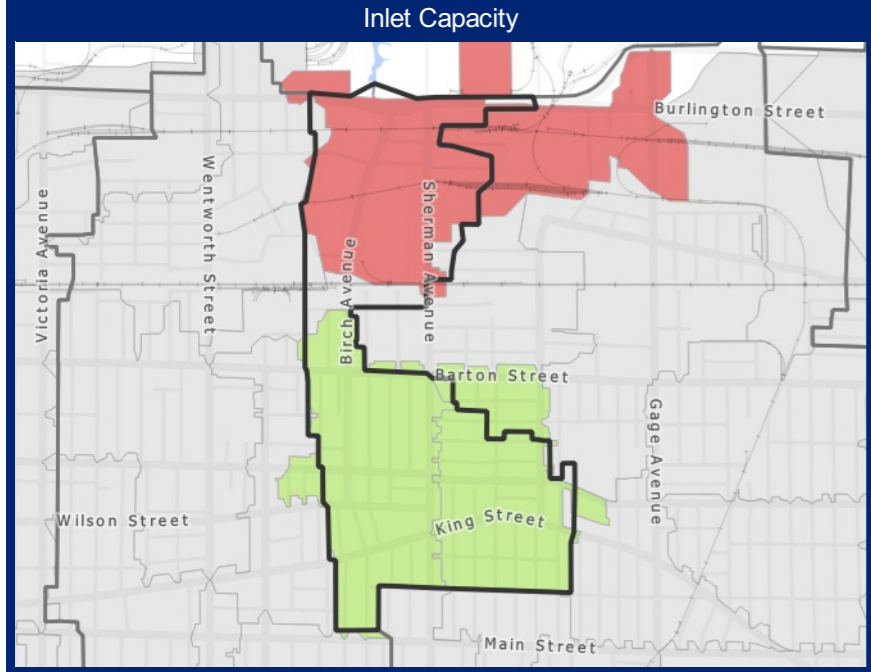 Inlet Capacity
Burlington Street
Victoria Avenue
Wentworth Street
Sherman Avenue
Birch Avenue
Barton Street
Gage Avenue
Wilson Street
King Street
Main Street